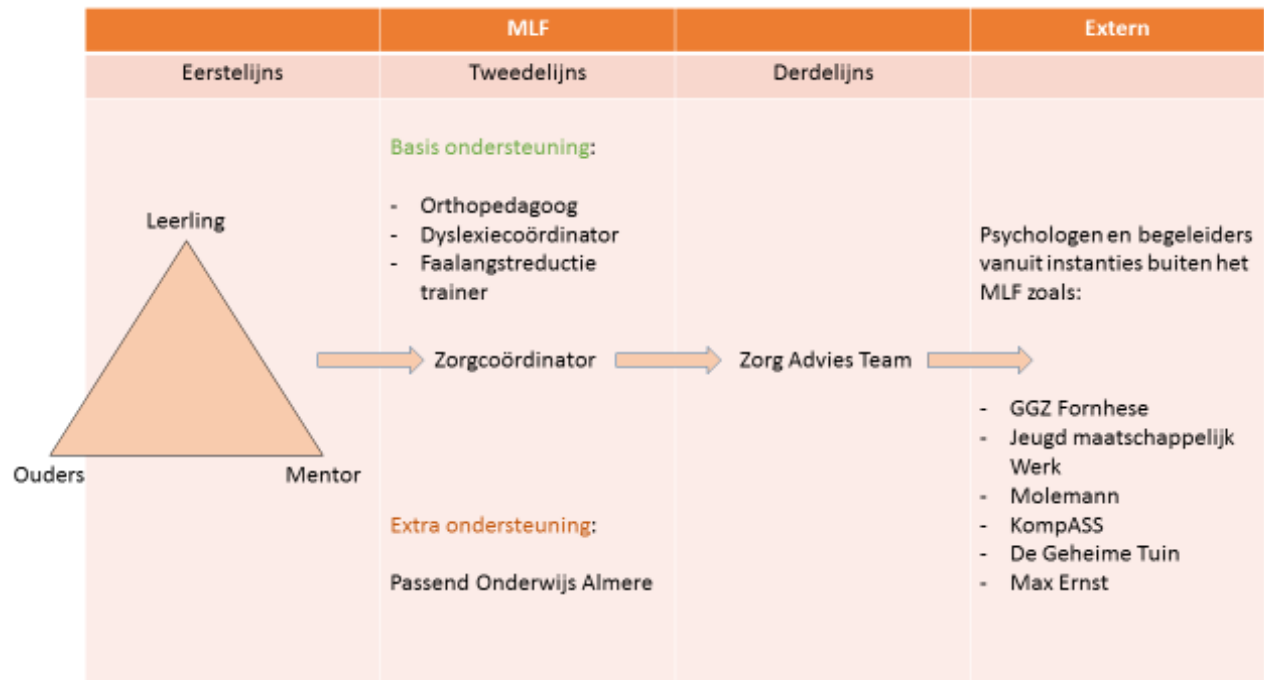 MLF
Extern
Eerstelijns
Tweedelijns
Derdelijns
Leerling
Ouders
Mentor
Basis ondersteuning:
- Orthopedagoog
- Dyslexiecoördinator
- Faalangstreductie
trainer
Zorgcoördinator
Extra ondersteuning:
Passend Onderwijs Almere
Zorg Advies Team
Psychologen en begeleiders
vanuit instanties buiten het
MLF zoals:
- GGZ Fornhese
- Jeugd maatschappelijk
Werk
- Molemann
- KompASS
- De Geheime Tuin
- Max Ernst